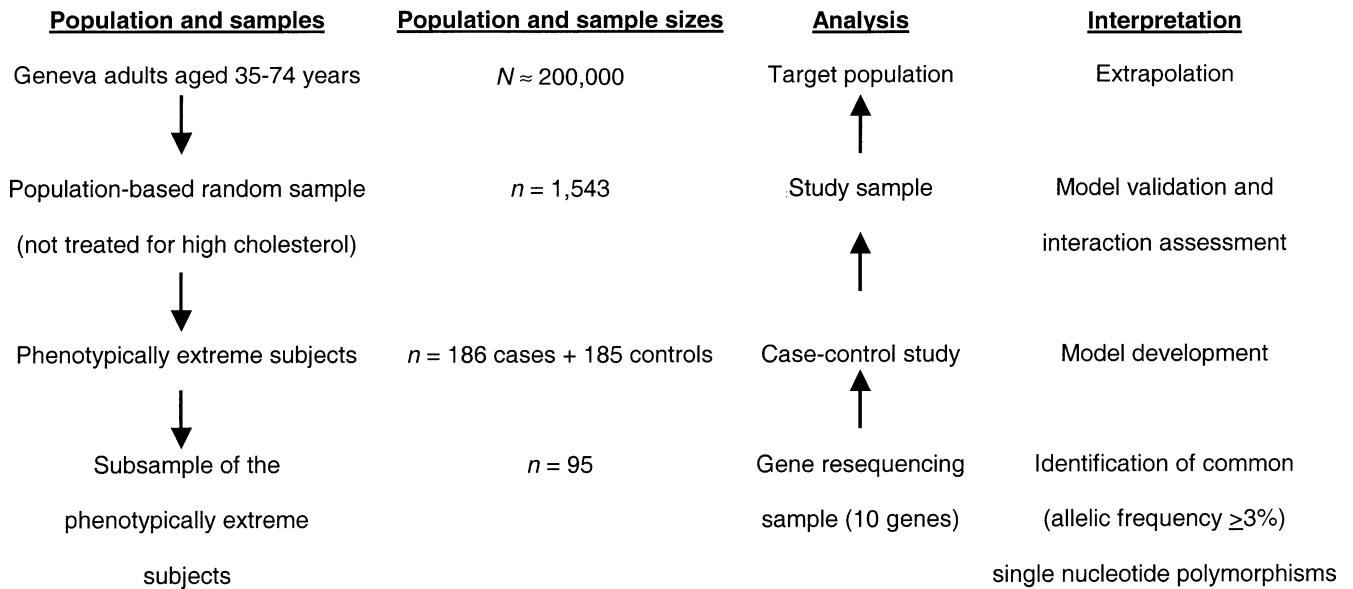 Population and samples Population and sample sizes Analysis Interpretation
Geneva adults aged 35-74 years N ≈ 200,000 Target population Extrapolation
Population-based random sample n = 1,543 Study sample Model validation and
(not treated for high cholesterol) interaction assessment
Phenotypically extreme subjects n = 186 cases + 185 controls Case-control study Model development
Subsample of the n = 95 Gene resequencing Identification of common
phenotypically extreme sample (10 genes) (allelic frequency ≥3%)
subjects single nucleotide polymorphisms